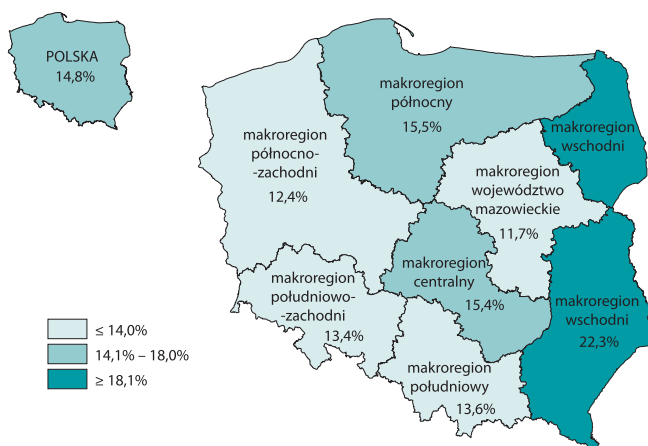 POLSKA
14,8%
makroregion
północny
15,5%
makroregion
wschodni
makroregion
północno-
-zachodni
12,4%
makroregion
województwo
mazowieckie
11,7%
makroregion
centralny
15,4%
makroregion
południowo-
-zachodni
13,4%
makroregion
wschodni
22,3%
makroregion
południowy
13,6%
≤ 14,0%
14,1% – 18,0%
≥ 18,1%